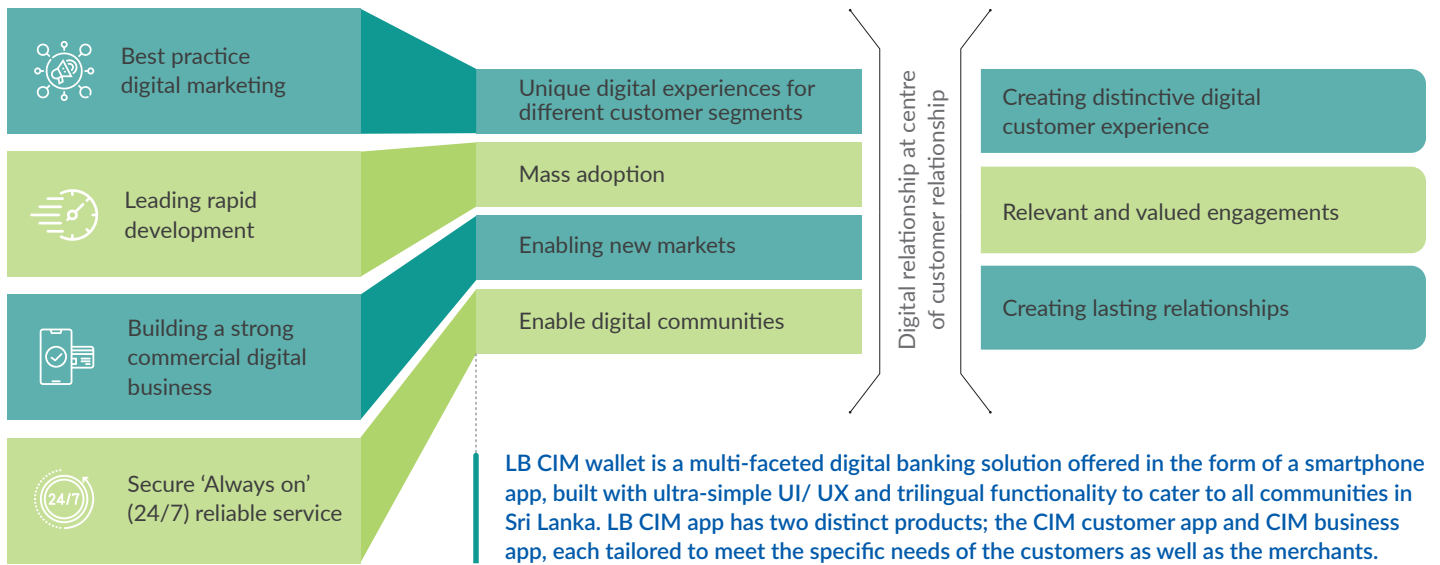 Best practice
digital marketing
Leading rapid
development
Building a strong
commercial digital
business
24/7
Secure ‘Always on’
(24/7) reliable service
Unique digital experiences for
different customer segments
Mass adoption
Enabling new markets
Enable digital communities
Digital relationship at centre
of customer relationship
Creating distinctive digital
customer experience
Relevant and valued engagements
Creating lasting relationships
LB CIM wallet is a multi-faceted digital banking solution offered in the form of a smartphone
app, built with ultra-simple UI/ UX and trilingual functionality to cater to all communities in
Sri Lanka. LB CIM app has two distinct products; the CIM customer app and CIM business
app, each tailored to meet the specific needs of the customers as well as the merchants.